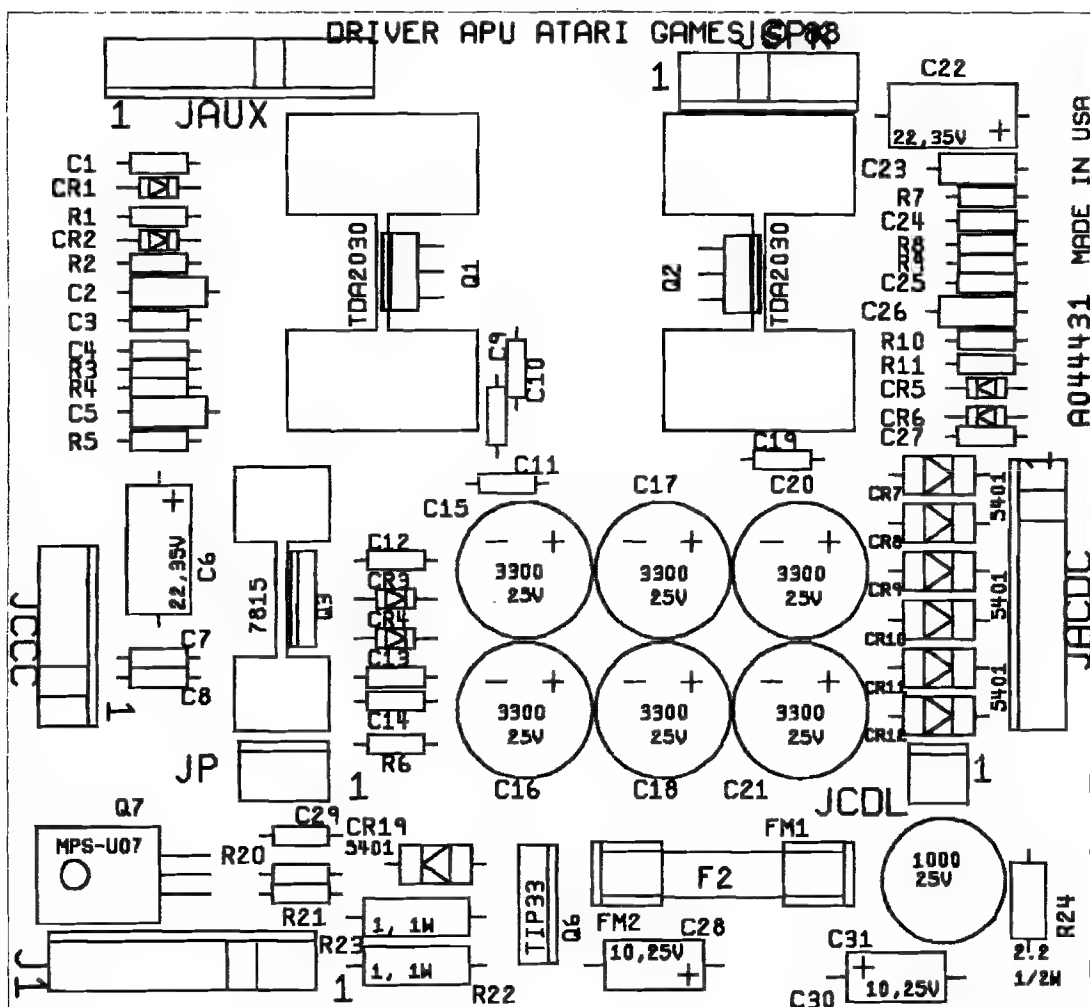 DRIVER APU ATARI GAMES
JSPK
1 JAUX
1
C22
22,35V +
MADE IN USA
A044431
C1
CR1
R1
CR2
R2
C2
C3
C4
R3
R4
C5
R5
TDA2030
Q1
Q2
TDA2030
C9
C10
C23
R7
C24
R8
R9
C25
C26
R10
R11
CR5
CR6
C27
C19
C11
C15
C17
C20
CR7
5401
CR8
CR9
5401
CR10
CR11
5401
CR12
JACDC
1
+
22,35V
C6
C7
C8
JCCC
1
7815
Q3
C12
CR3
CR4
C13
C14
R6
- +
3300
25V
- +
3300
25V
- +
3300
25V
- +
3300
25V
- +
3300
25V
- +
3300
25V
C16
C18
C21
JP
1
JCDL
1
Q7
MPS-U07
C29
R20
R21
CR19
5401
TIP33
Q6
FM1
F2
FM2
C28
10,25V
+
1000
25V
R24
2.2
1/2W
C31
+
10,25V
C30
J1
1
R23
1, 1W
1, 1W
R22